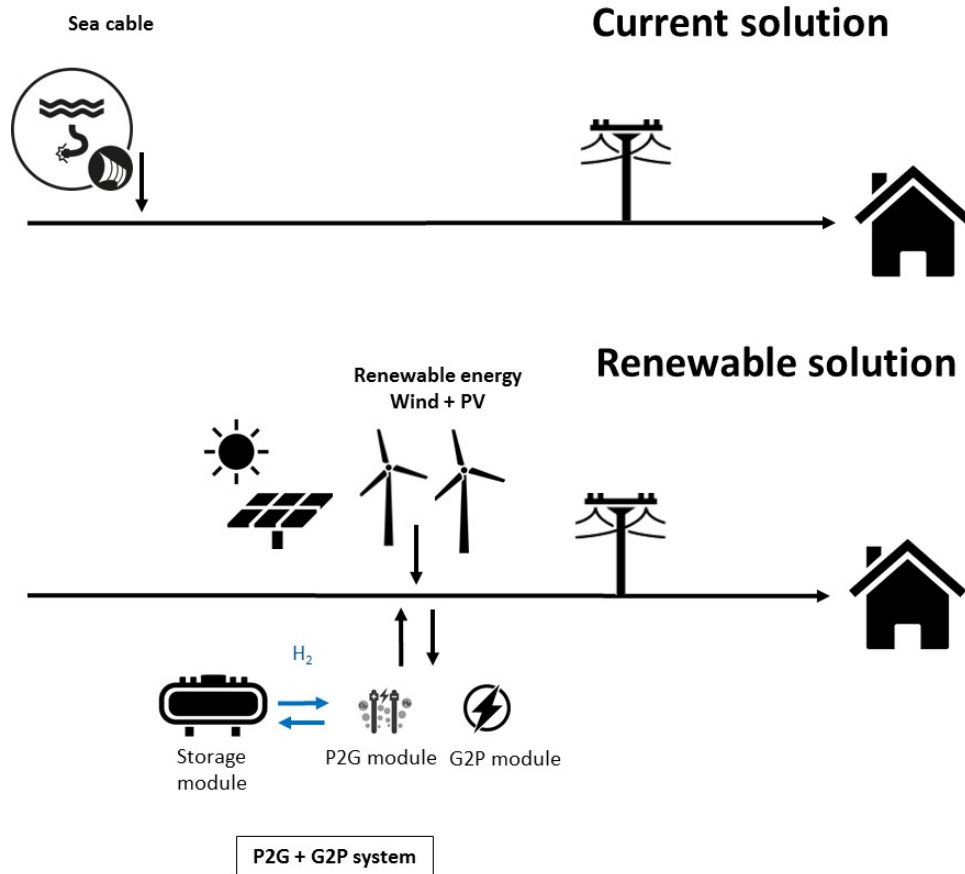 Sea cable
Current solution
Renewable solution
Renewable energy
Wind + PV
H₂
Storage
module
P2G module
G2P module
P2G + G2P system